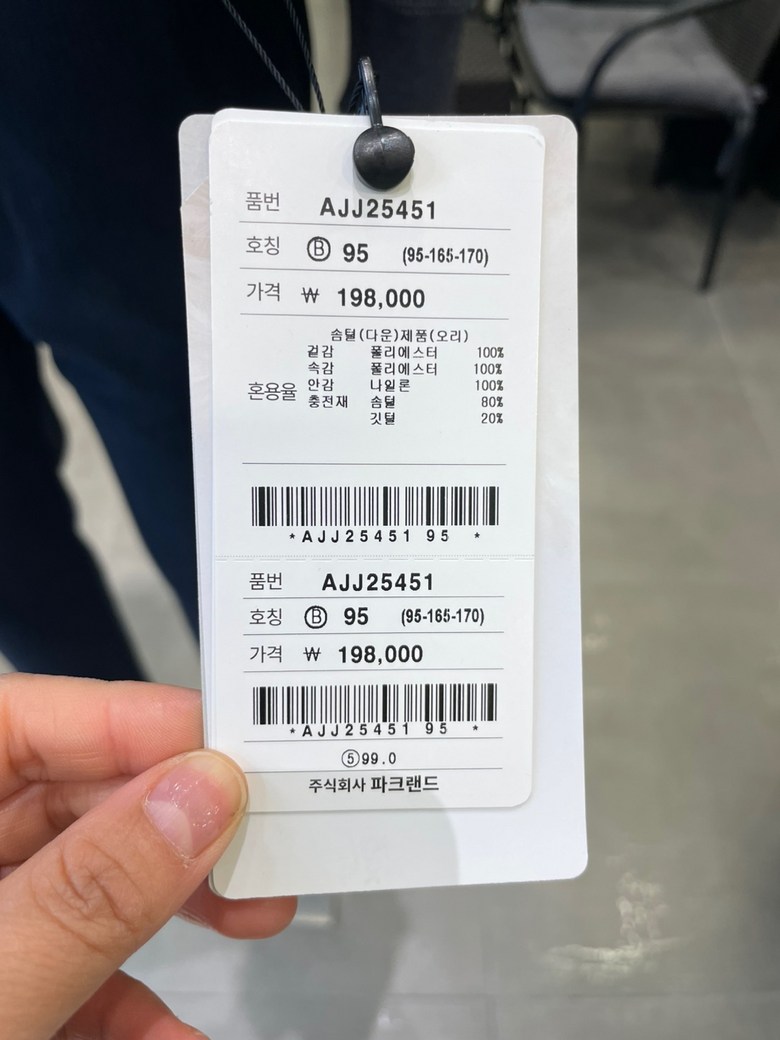 품번 AJJ25451
호칭 Ⓑ 95 (95-165-170)
가격 ₩ 198,000
솜털(다운)제품(오리)
겉감 폴리에스터 100%
속감 폴리에스터 100%
혼용율 안감 나일론 100%
충전재 솜털 80%
깃털 20%
*AJJ25451 95 *
품번 AJJ25451
호칭 Ⓑ 95 (95-165-170)
가격 ₩ 198,000
*AJJ25451 95 *
⑤99.0
주식회사 파크랜드